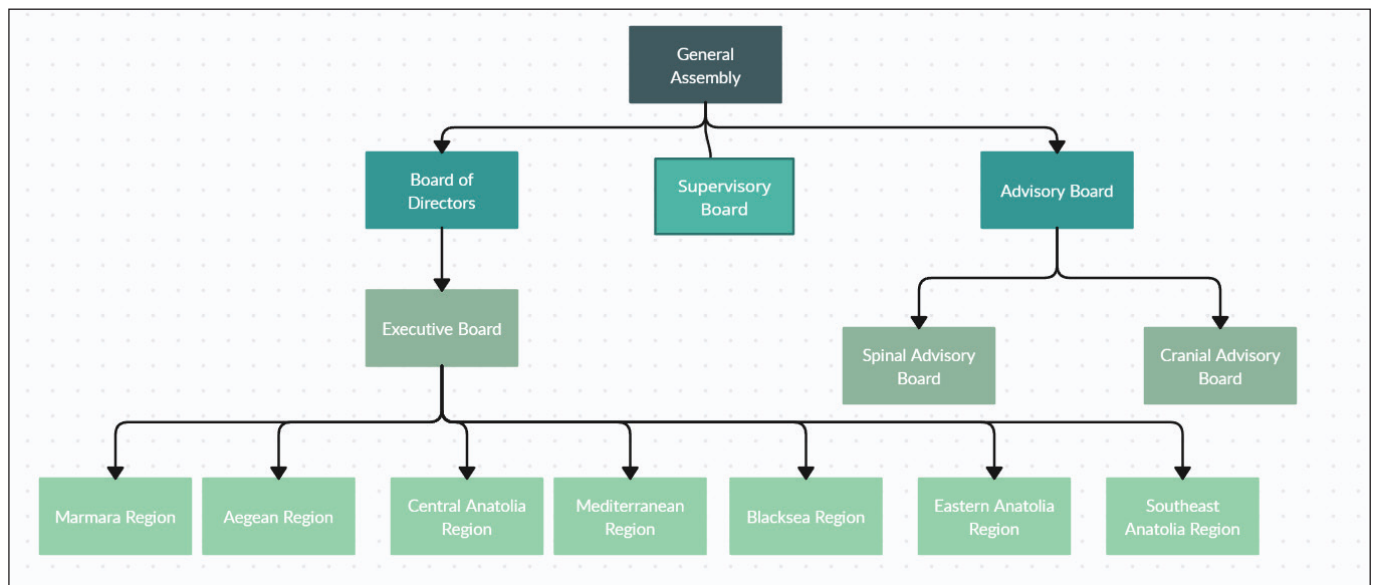 General
Assembly
Board of
Directors
Supervisory
Board
Advisory Board
Executive Board
Spinal Advisory
Board
Cranial Advisory
Board
Marmara Region
Aegean Region
Central Anatolia
Region
Mediterranean
Region
Blacksea Region
Eastern Anatolia
Region
Southeast
Anatolia Region